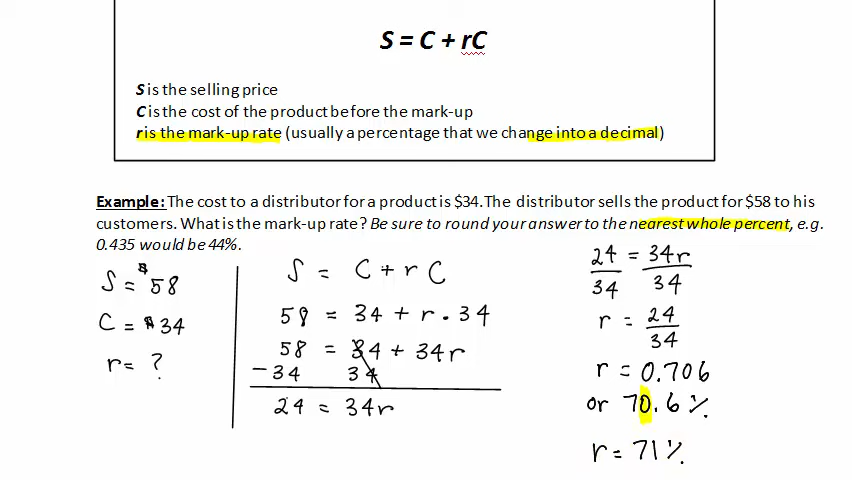 S = C + rC
S is the selling price
C is the cost of the product before the mark-up
r is the mark-up rate (usually a percentage that we change into a decimal)
Example: The cost to a distributor for a product is $34. The distributor sells the product for $58 to his
customers. What is the mark-up rate? Be sure to round your answer to the nearest whole percent, e.g.
0.435 would be 44%.
S = $58
C = $34
r = ?
S = C + r C
58 = 34 + r · 34
58 = 34 + 34r
-34 34
24 = 34r
24 = 34r
34 34
r = 24
34
r = 0.706
or 70.6%
r = 71%